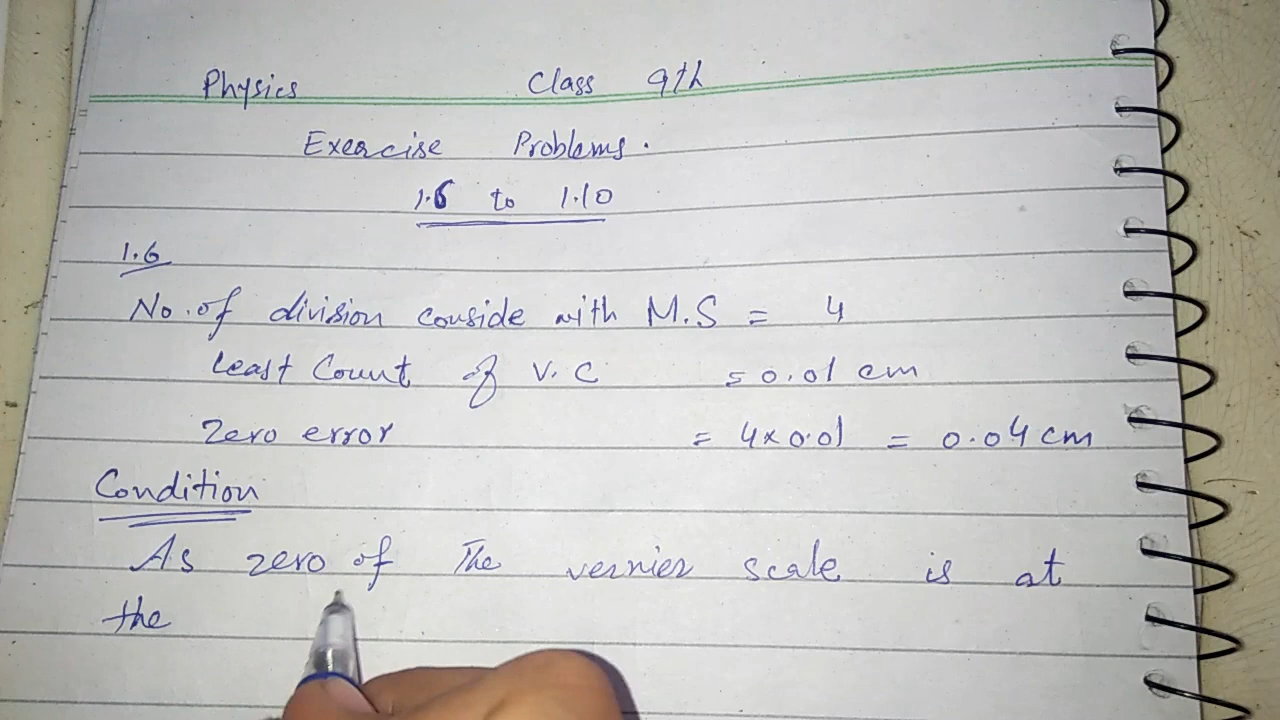 Physics Class 9th
Exercise Problems.
1.6 to 1.10
1.6
No. of division conside with M.S = 4
Least Count of V.C = 0.01 cm
Zero error = 4x0.01 = 0.04 cm
Condition
As zero of The vernier scale is at
the